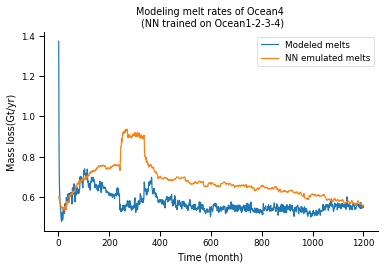 Modeling melt rates of Ocean4
(NN trained on Ocean1-2-3-4)
Modeled melts
NN emulated melts
Mass loss(Gt/yr)
1.4
1.2
1.0
0.8
0.6
0
200
400
600
800
1000
1200
Time (month)